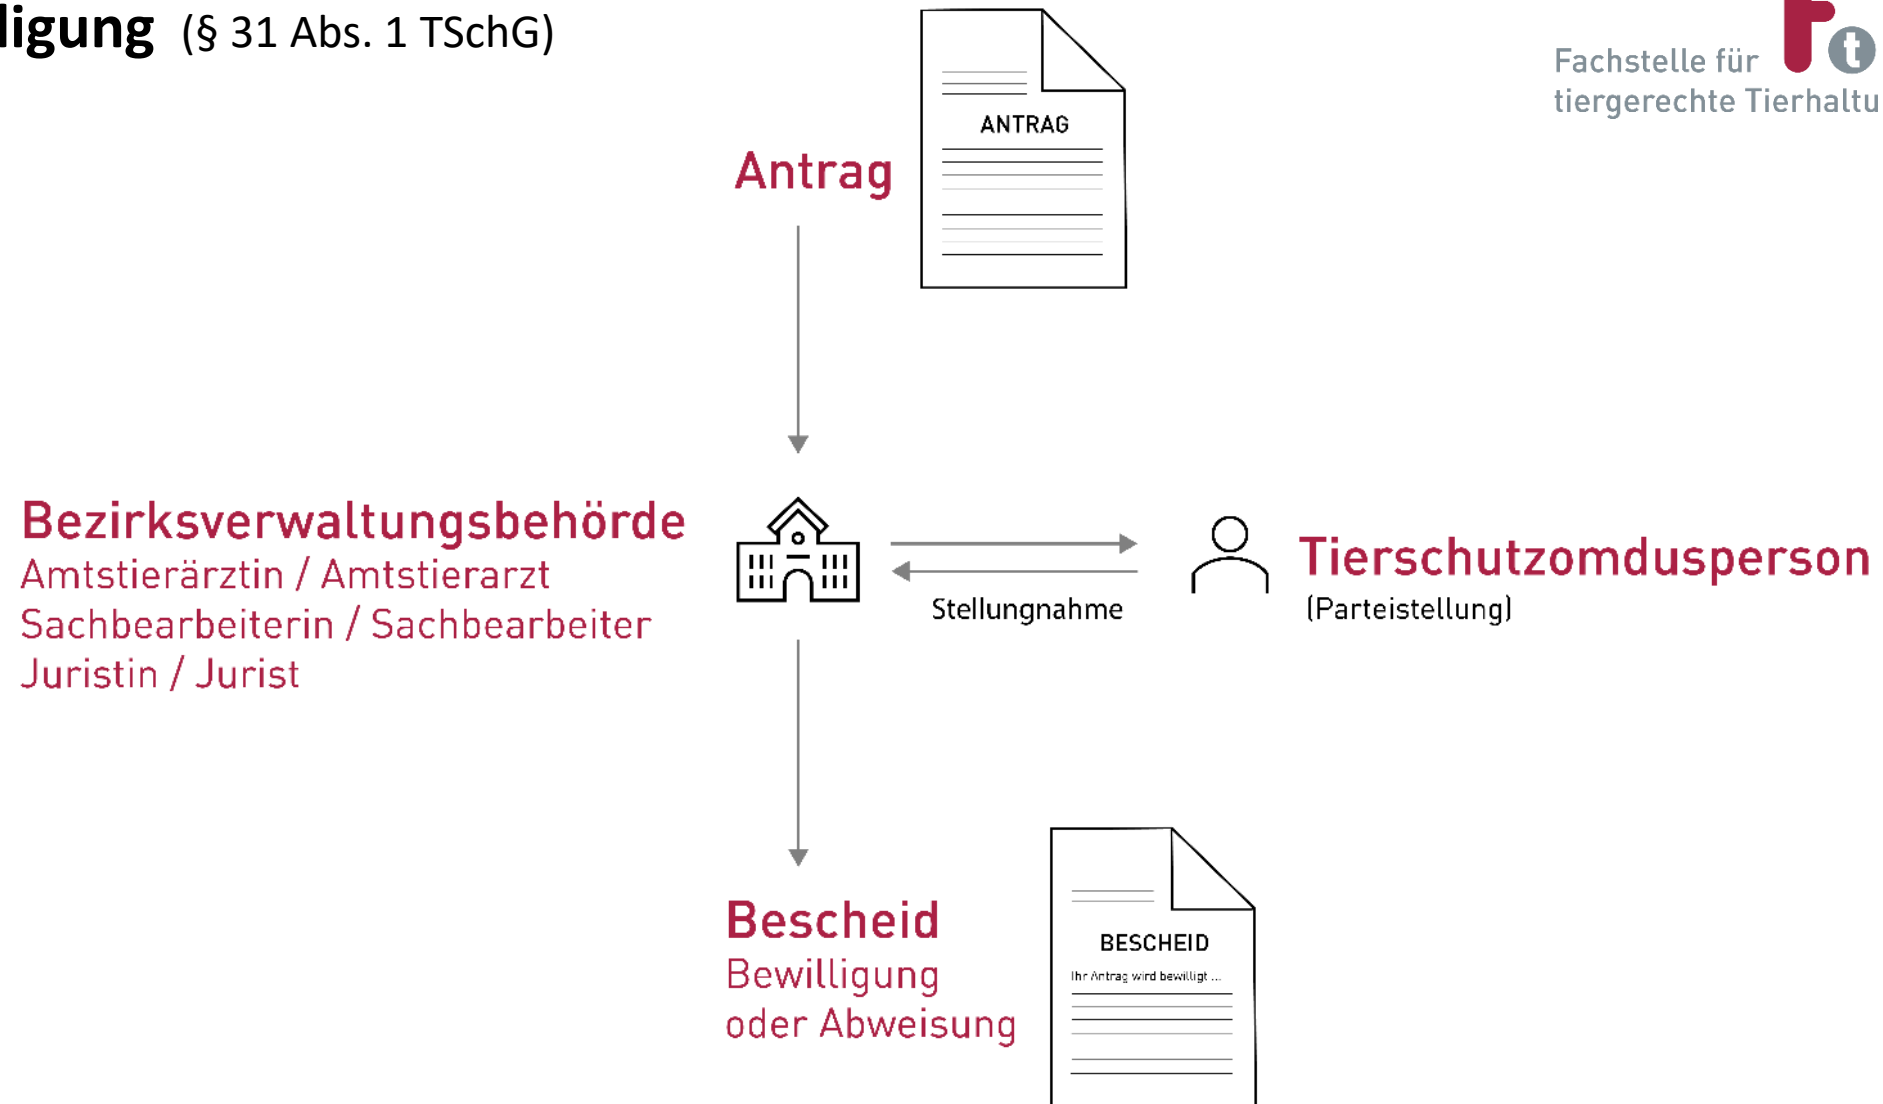 ligung (§ 31 Abs. 1 TSchG)
t
Fachstelle für
tiergerechte Tierhaltu
ANTRAG
Antrag
Bezirksverwaltungsbehörde
Amtstierärztin / Amtstierarzt
Sachbearbeiterin / Sachbearbeiter
Juristin / Jurist
Stellungnahme
Tierschutzomdusperson
(Parteistellung)
Bescheid
Bewilligung
oder Abweisung
BESCHEID
Ihr Antrag wird bewilligt ...